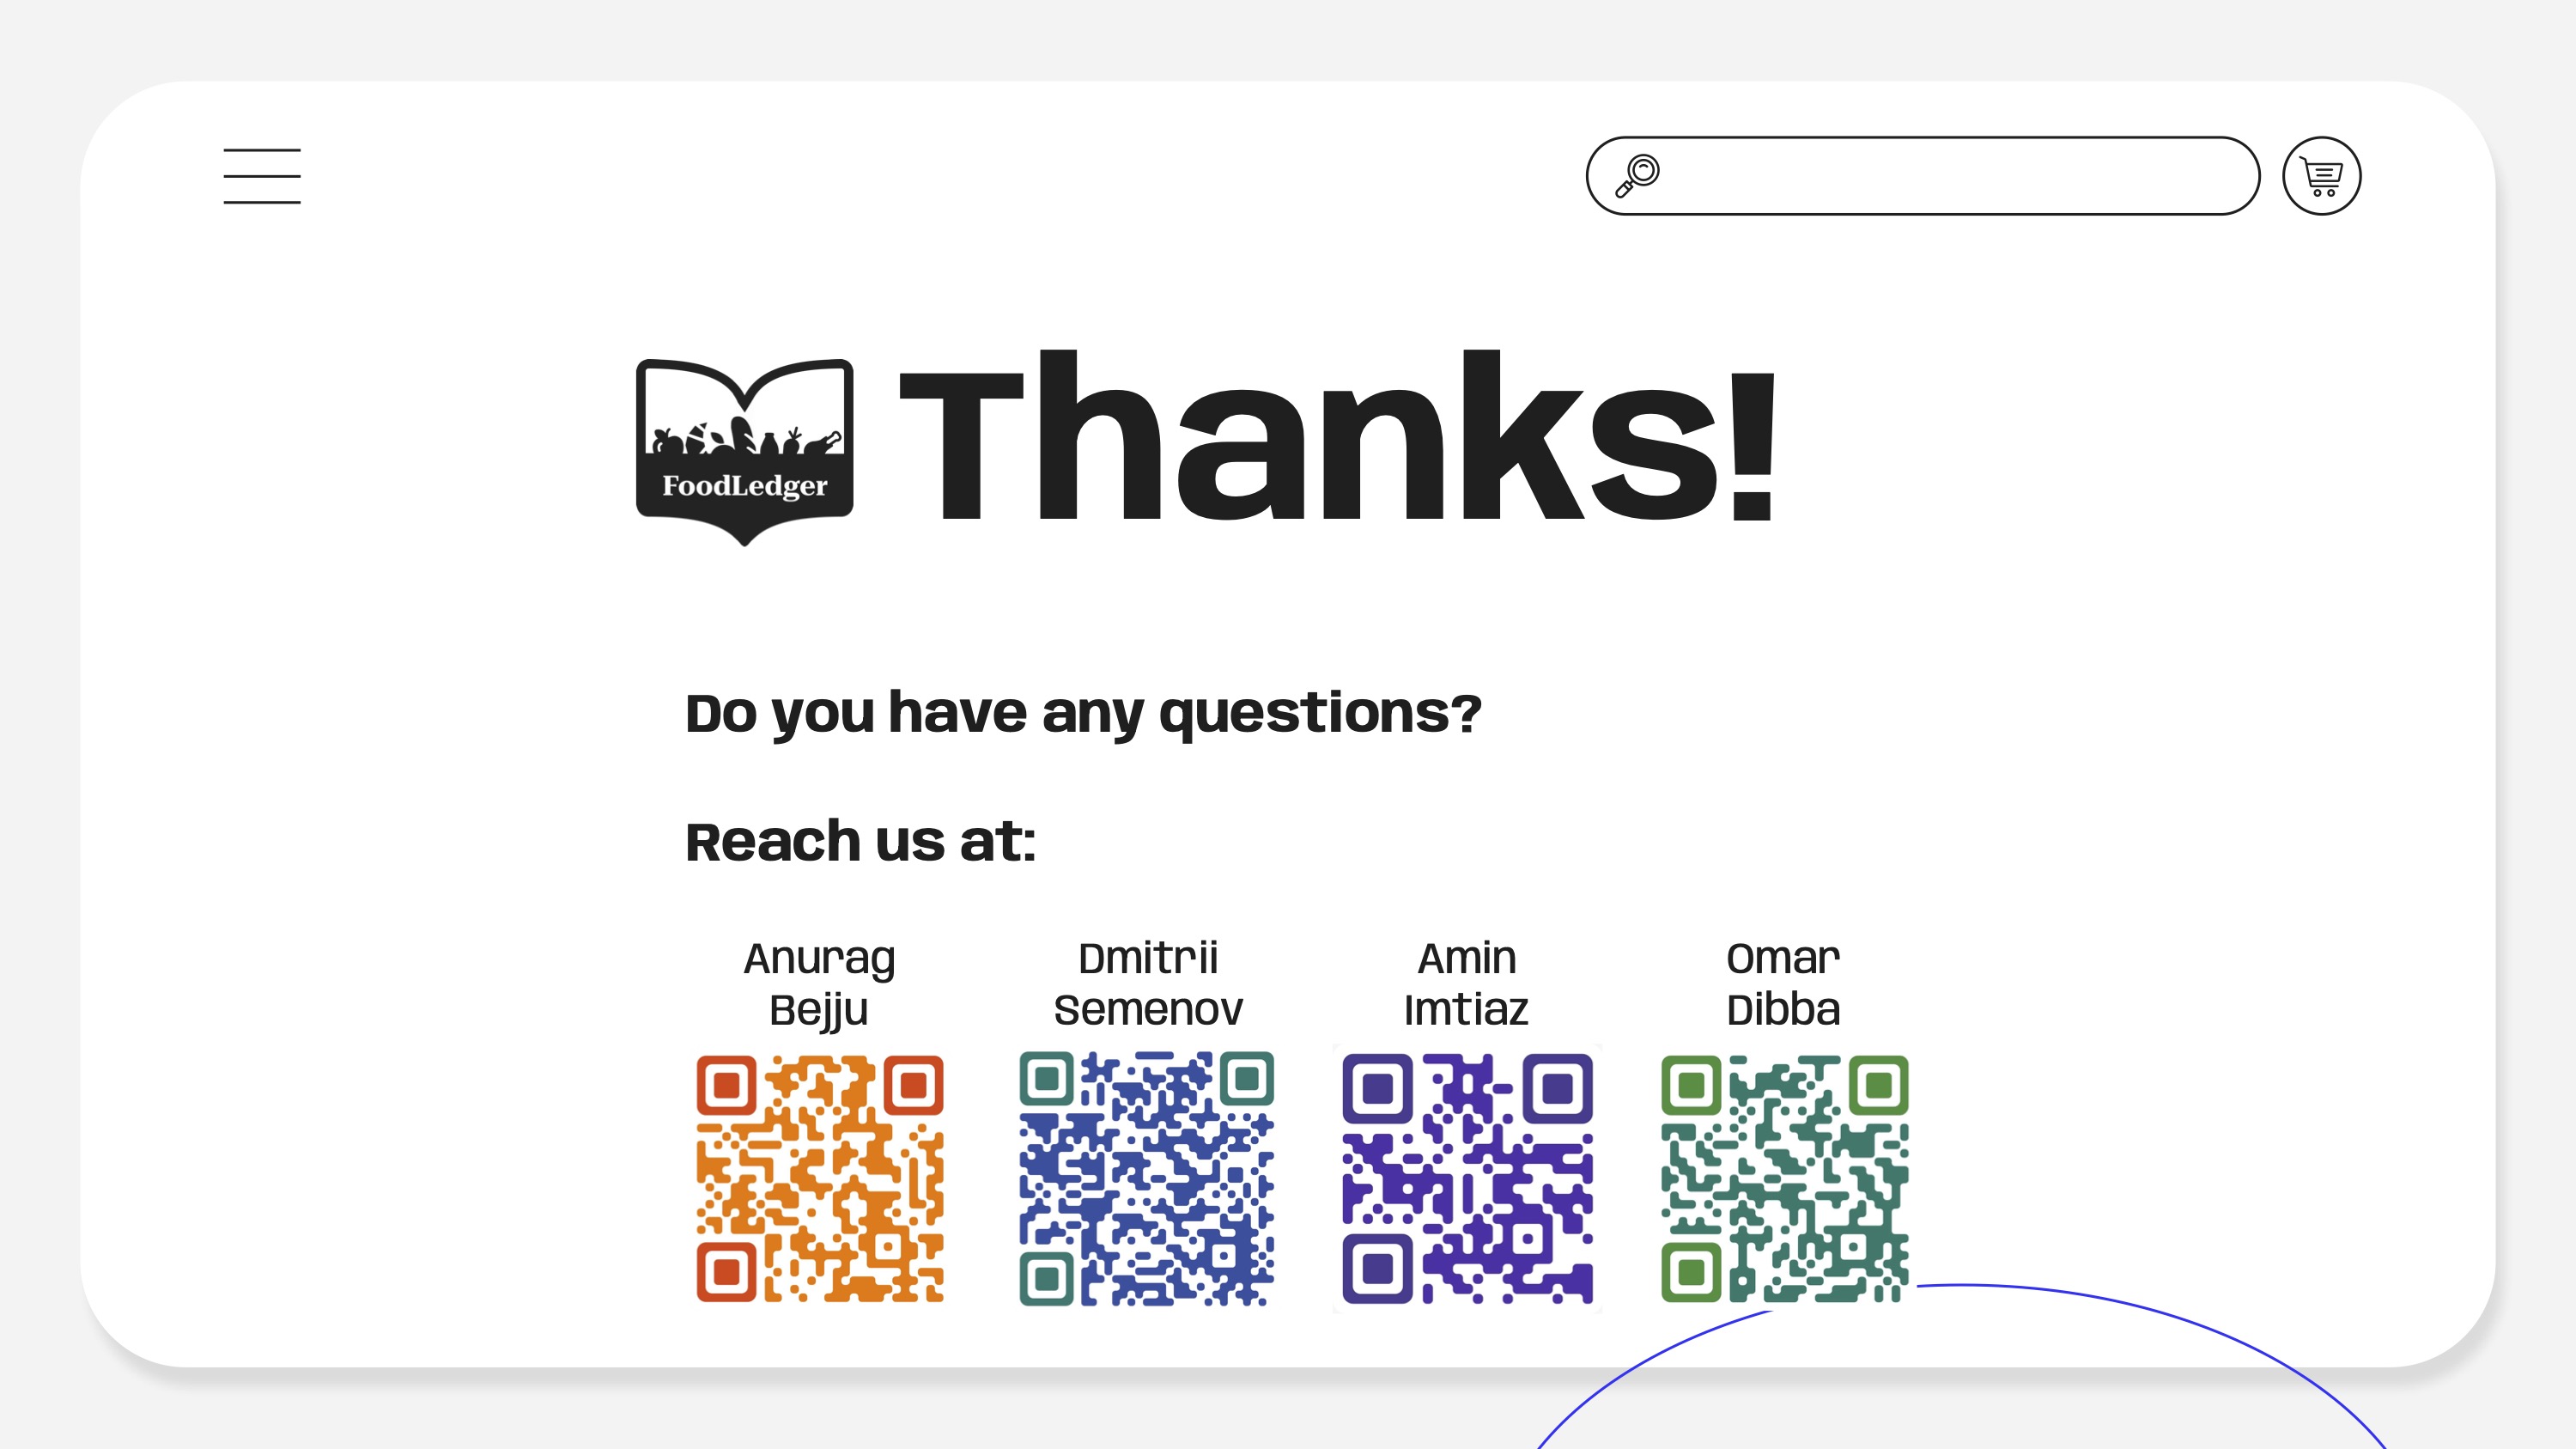 FoodLedger
Thanks!
Do you have any questions?
Reach us at:
Anurag
Bejju
Dmitrii
Semenov
Amin
Imtiaz
Omar
Dibba